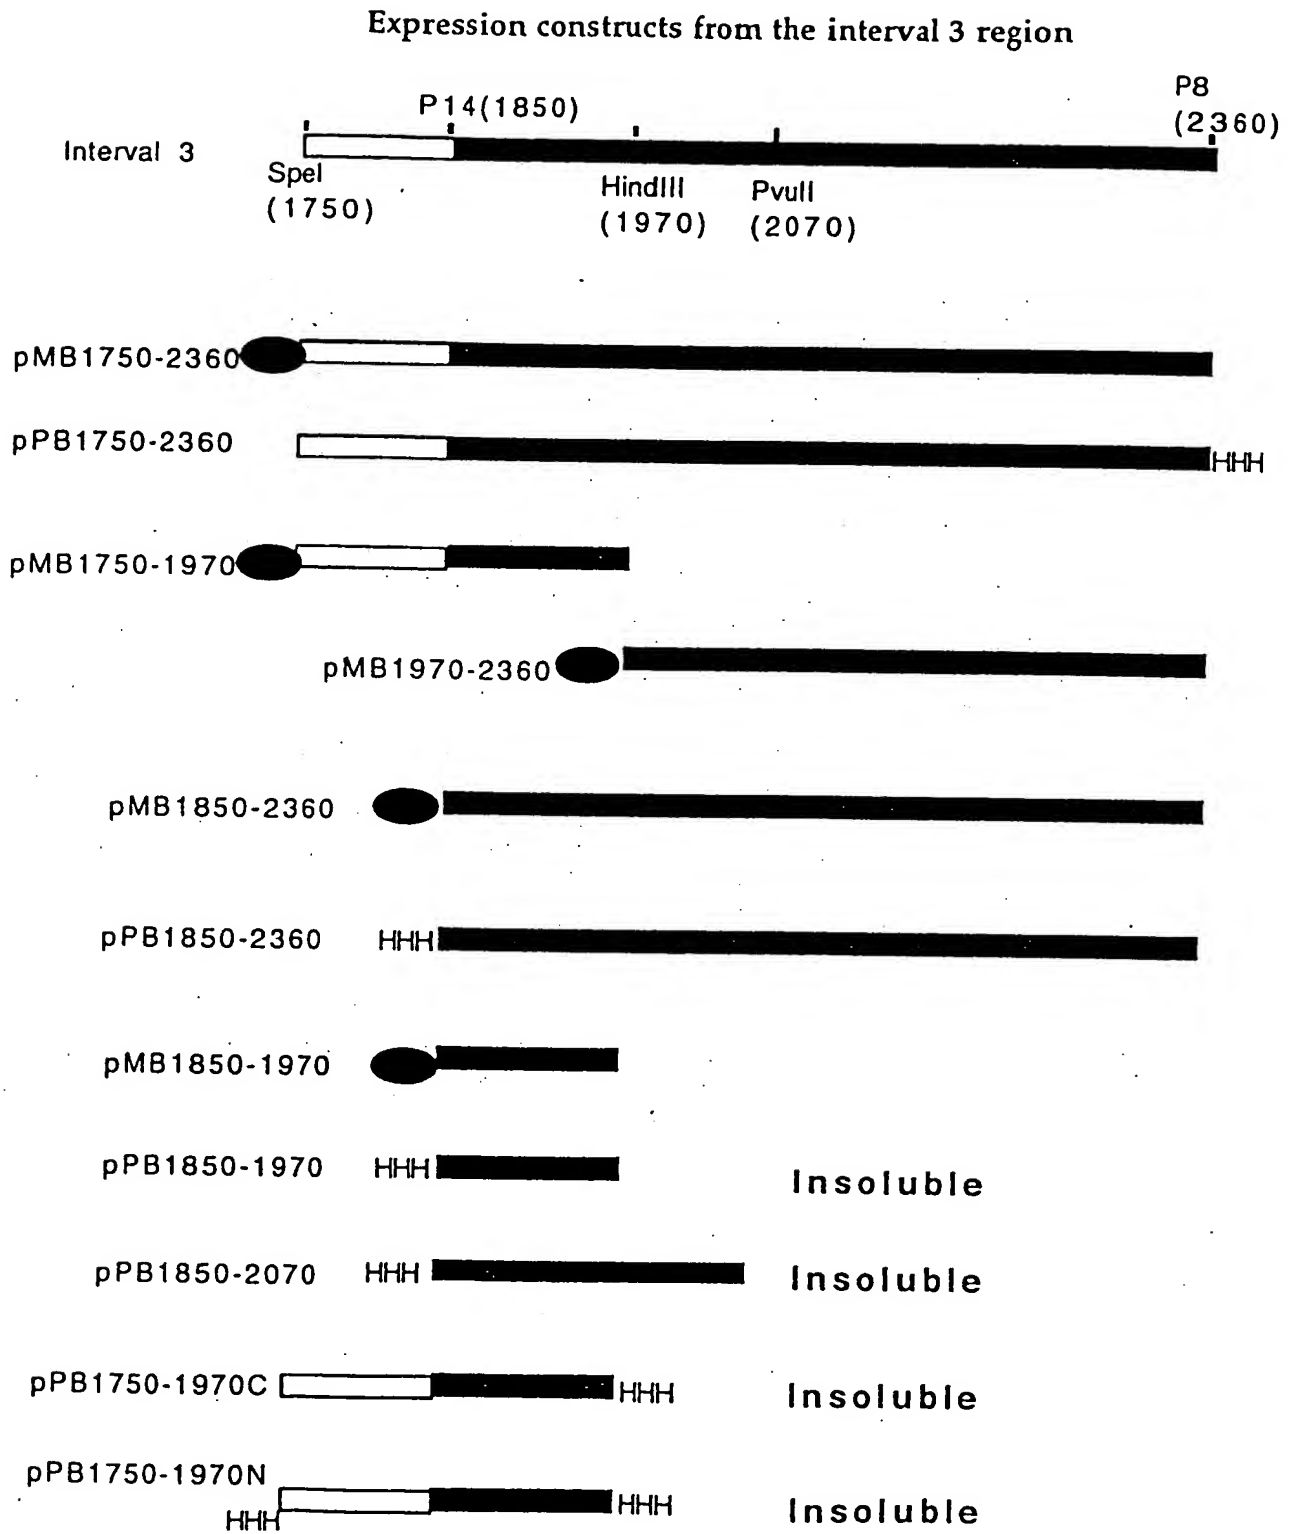 Expression constructs from the interval 3 region
P8
(2360)
P14(1850)
Interval 3
SpeI
(1750)
HindIII
(1970)
PvuII
(2070)
pMB1750-2360
pPB1750-2360
HHH
pMB1750-1970
pMB1970-2360
pMB1850-2360
pPB1850-2360 HHH
pMB1850-1970
pPB1850-1970 HHH Insoluble
pPB1850-2070 HHH Insoluble
pPB1750-1970C HHH Insoluble
pPB1750-1970N
HHH HHH Insoluble